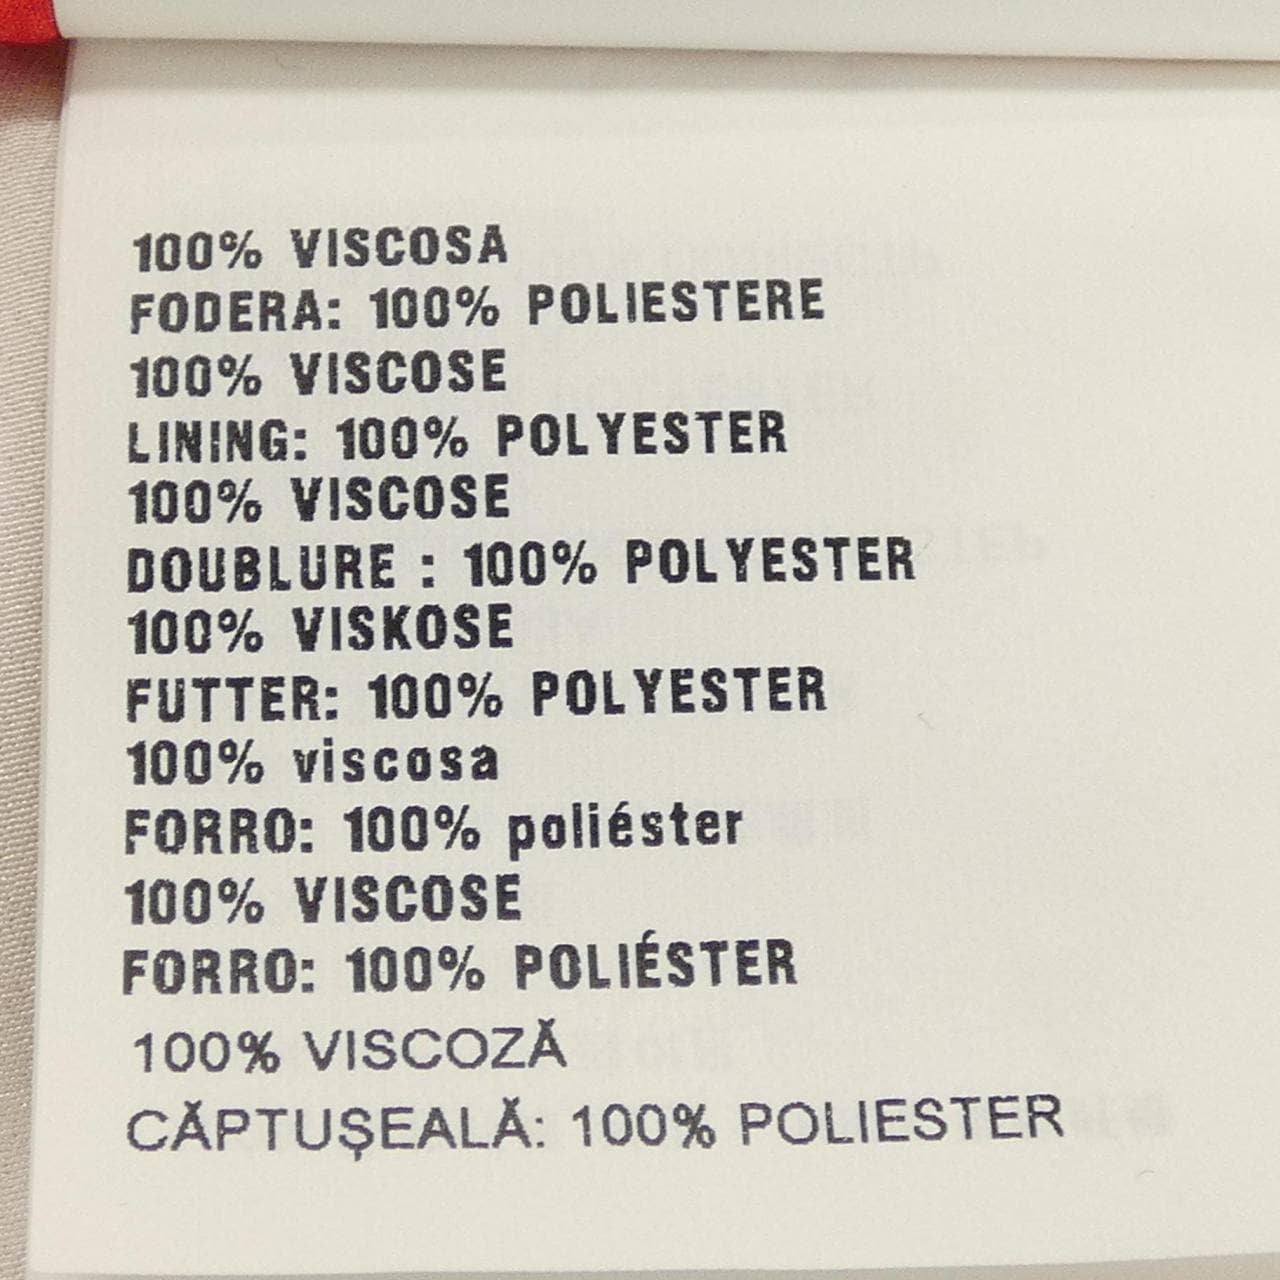 100% VISCOSA
FODERA: 100% POLIESTERE
100% VISCOSE
LINING: 100% POLYESTER
100% VISCOSE
DOUBLURE : 100% POLYESTER
100% VISKOSE
FUTTER: 100% POLYESTER
100% viscosa
FORRO: 100% poliéster
100% VISCOSE
FORRO: 100% POLIÉSTER
100% VISCOZĂ
CĂPTUȘEALĂ: 100% POLIESTER